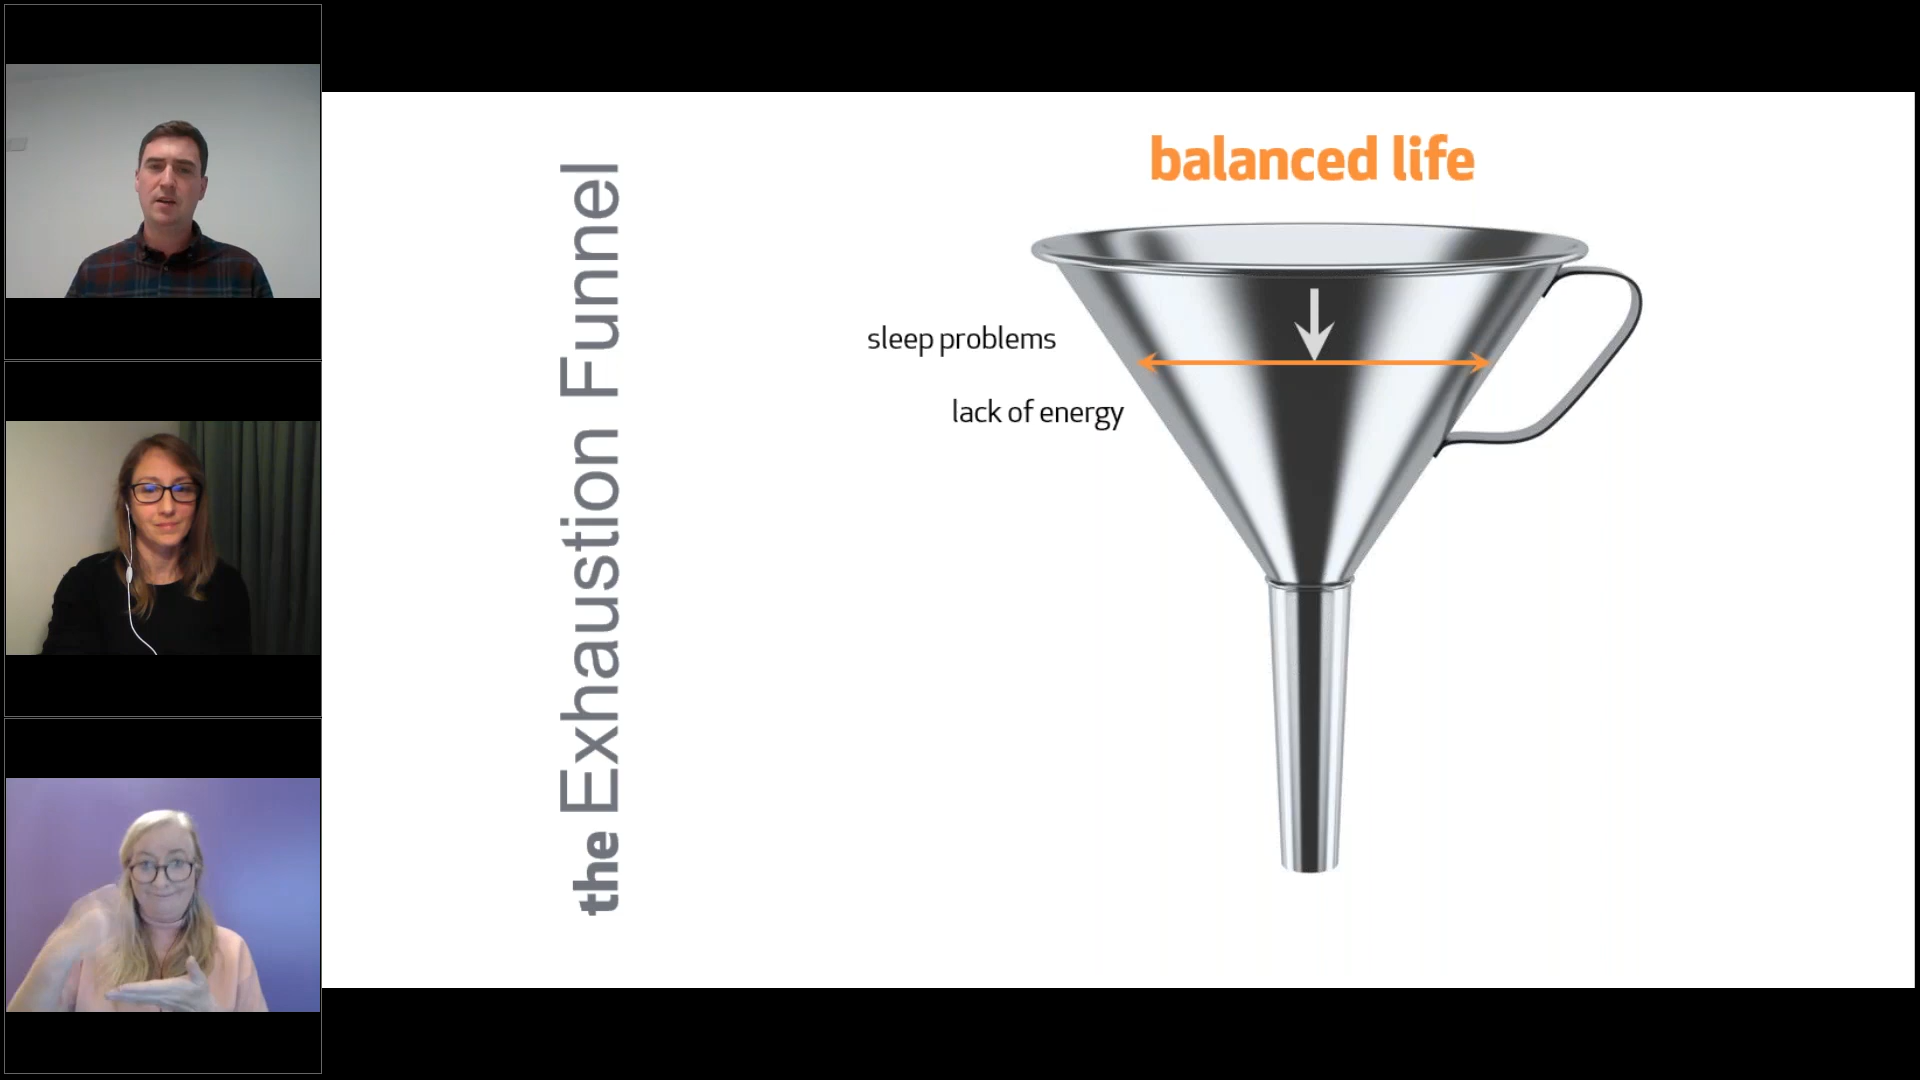 the Exhaustion Funnel
balanced life
sleep problems
lack of energy